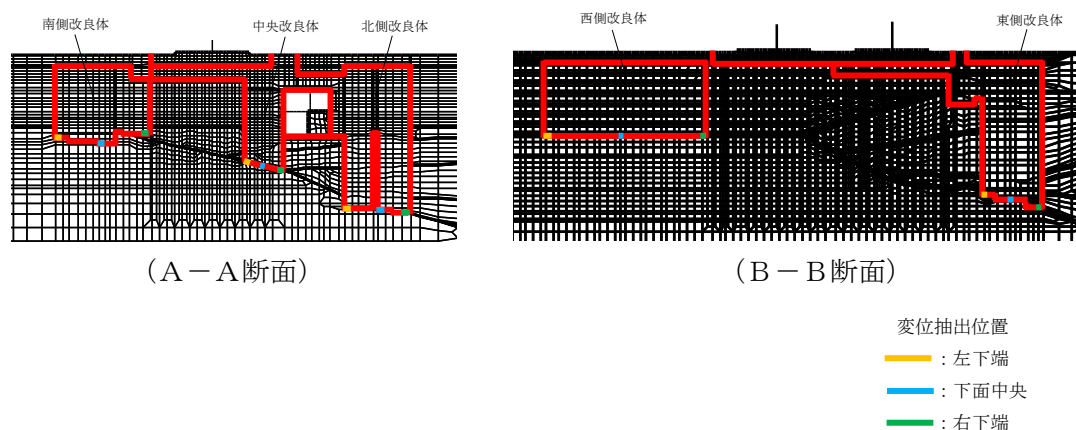 南側改良体
中央改良体
北側改良体
西側改良体
東側改良体
(A-A断面)
(B-B断面)
変位抽出位置
:左下端
:下面中央
:右下端